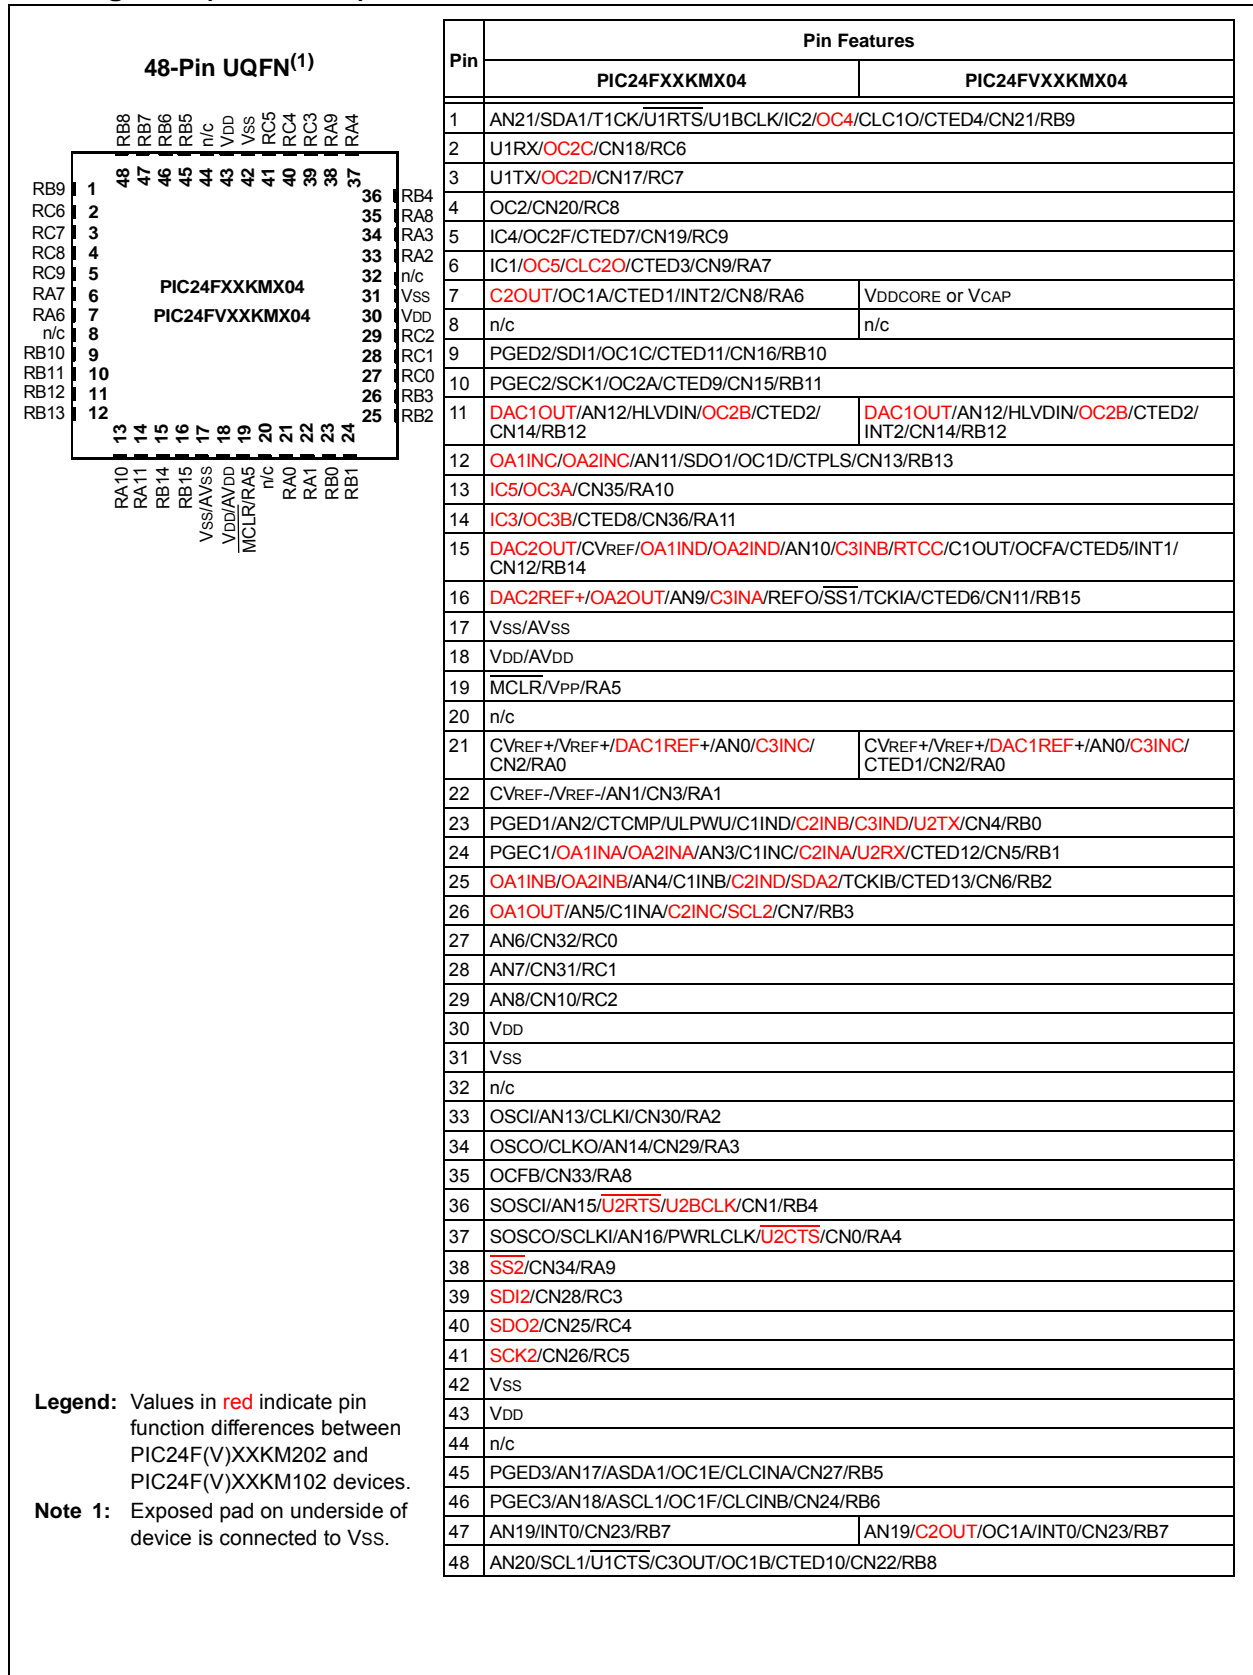 48-Pin UQFN(1)
RB8 RB7 RB6 RB5 n/c VDD VSS RC5 RC4 RC3 RA9 RA4
48 47 46 45 44 43 42 41 40 39 38 37
RB9 1
RC6 2
RC7 3
RC8 4
RC9 5
RA7 6
RA6 7
n/c 8
RB10 9
RB11 10
RB12 11
RB13 12
PIC24FXXKMX04
PIC24FVXXKMX04
36 RB4
35 RA8
34 RA3
33 RA2
32 n/c
31 VSS
30 VDD
29 RC2
28 RC1
27 RC0
26 RB3
25 RB2
13 14 15 16 17 18 19 20 21 22 23 24
RA10 RA11 RB14 RB15 VSS/AVSS VDD/AVDD MCLR/RA5 n/c RA0 RA1 RB0 RB1
Legend: Values in red indicate pin
function differences between
PIC24F(V)XXKM202 and
PIC24F(V)XXKM102 devices.
Note 1: Exposed pad on underside of
device is connected to VSS.
Pin Pin Features
PIC24FXXKMX04 PIC24FVXXKMX04
1 AN21/SDA1/T1CK/U1RTS/U1BCLK/IC2/OC4/CLC1O/CTED4/CN21/RB9
2 U1RX/OC2C/CN18/RC6
3 U1TX/OC2D/CN17/RC7
4 OC2/CN20/RC8
5 IC4/OC2F/CTED7/CN19/RC9
6 IC1/OC5/CLC2O/CTED3/CN9/RA7
7 C2OUT/OC1A/CTED1/INT2/CN8/RA6 VDDCORE or VCAP
8 n/c n/c
9 PGED2/SDI1/OC1C/CTED11/CN16/RB10
10 PGEC2/SCK1/OC2A/CTED9/CN15/RB11
11 DAC1OUT/AN12/HLVDIN/OC2B/CTED2/ DAC1OUT/AN12/HLVDIN/OC2B/CTED2/
CN14/RB12 INT2/CN14/RB12
12 OA1INC/OA2INC/AN11/SDO1/OC1D/CTPLS/CN13/RB13
13 IC5/OC3A/CN35/RA10
14 IC3/OC3B/CTED8/CN36/RA11
15 DAC2OUT/CVREF/OA1IND/OA2IND/AN10/C3INB/RTCC/C1OUT/OCFA/CTED5/INT1/
CN12/RB14
16 DAC2REF+/OA2OUT/AN9/C3INA/REFO/SS1/TCKIA/CTED6/CN11/RB15
17 VSS/AVSS
18 VDD/AVDD
19 MCLR/VPP/RA5
20 n/c
21 CVREF+/VREF+/DAC1REF+/AN0/C3INC/ CVREF+/VREF+/DAC1REF+/AN0/C3INC/
CN2/RA0 CTED1/CN2/RA0
22 CVREF-/VREF-/AN1/CN3/RA1
23 PGED1/AN2/CTCMP/ULPWU/C1IND/C2INB/C3IND/U2TX/CN4/RB0
24 PGEC1/OA1INA/OA2INA/AN3/C1INC/C2INA/U2RX/CTED12/CN5/RB1
25 OA1INB/OA2INB/AN4/C1INB/C2IND/SDA2/TCKIB/CTED13/CN6/RB2
26 OA1OUT/AN5/C1INA/C2INC/SCL2/CN7/RB3
27 AN6/CN32/RC0
28 AN7/CN31/RC1
29 AN8/CN10/RC2
30 VDD
31 VSS
32 n/c
33 OSCI/AN13/CLKI/CN30/RA2
34 OSCO/CLKO/AN14/CN29/RA3
35 OCFB/CN33/RA8
36 SOSCI/AN15/U2RTS/U2BCLK/CN1/RB4
37 SOSCO/SCLKI/AN16/PWRLCLK/U2CTS/CN0/RA4
38 SS2/CN34/RA9
39 SDI2/CN28/RC3
40 SDO2/CN25/RC4
41 SCK2/CN26/RC5
42 VSS
43 VDD
44 n/c
45 PGED3/AN17/ASDA1/OC1E/CLCINA/CN27/RB5
46 PGEC3/AN18/ASCL1/OC1F/CLCINB/CN24/RB6
47 AN19/INT0/CN23/RB7 AN19/C2OUT/OC1A/INT0/CN23/RB7
48 AN20/SCL1/U1CTS/C3OUT/OC1B/CTED10/CN22/RB8